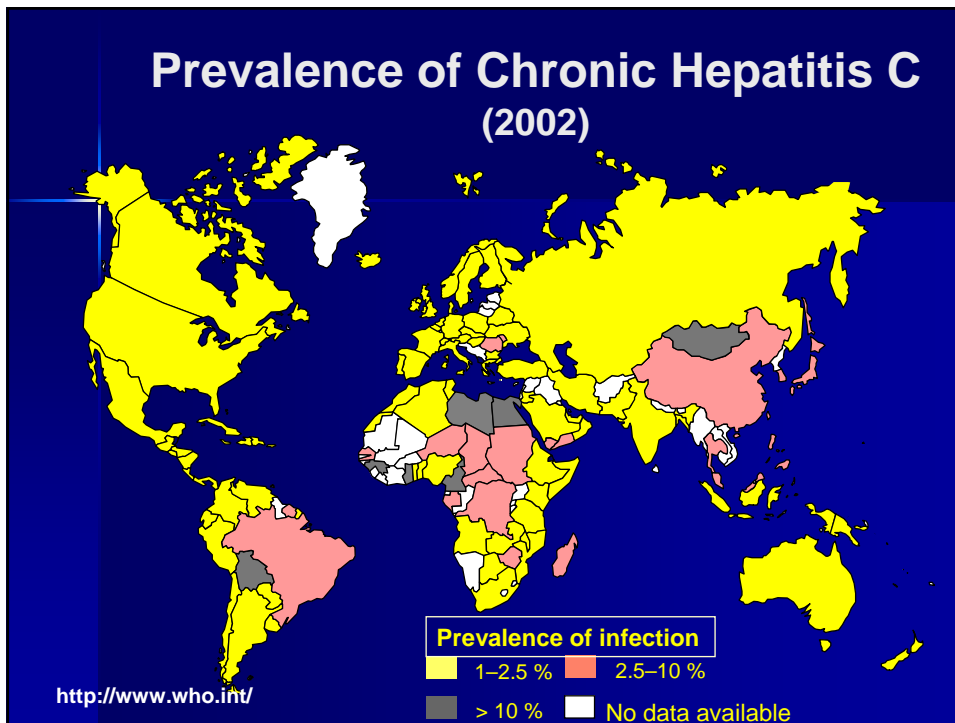 Prevalence of Chronic Hepatitis C
(2002)
Prevalence of infection
1–2.5 % 2.5–10 %
> 10 % No data available
http://www.who.int/